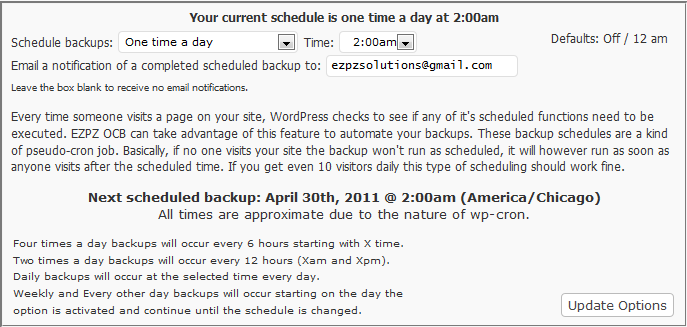 Your current schedule is one time a day at 2:00am
Schedule backups: One time a day Time: 2:00am Defaults: Off / 12 am
Email a notification of a completed scheduled backup to: ezpzsolutions@gmail.com
Leave the box blank to receive no email notifications.
Every time someone visits a page on your site, WordPress checks to see if any of it's scheduled functions need to be
executed. EZPZ OCB can take advantage of this feature to automate your backups. These backup schedules are a kind
of pseudo-cron job. Basically, if no one visits your site the backup won't run as scheduled, it will however run as soon as
anyone visits after the scheduled time. If you get even 10 visitors daily this type of scheduling should work fine.
Next scheduled backup: April 30th, 2011 @ 2:00am (America/Chicago)
All times are approximate due to the nature of wp-cron.
Four times a day backups will occur every 6 hours starting with X time.
Two times a day backups will occur every 12 hours (Xam and Xpm).
Daily backups will occur at the selected time every day.
Weekly and Every other day backups will occur starting on the day the
option is activated and continue until the schedule is changed.
Update Options